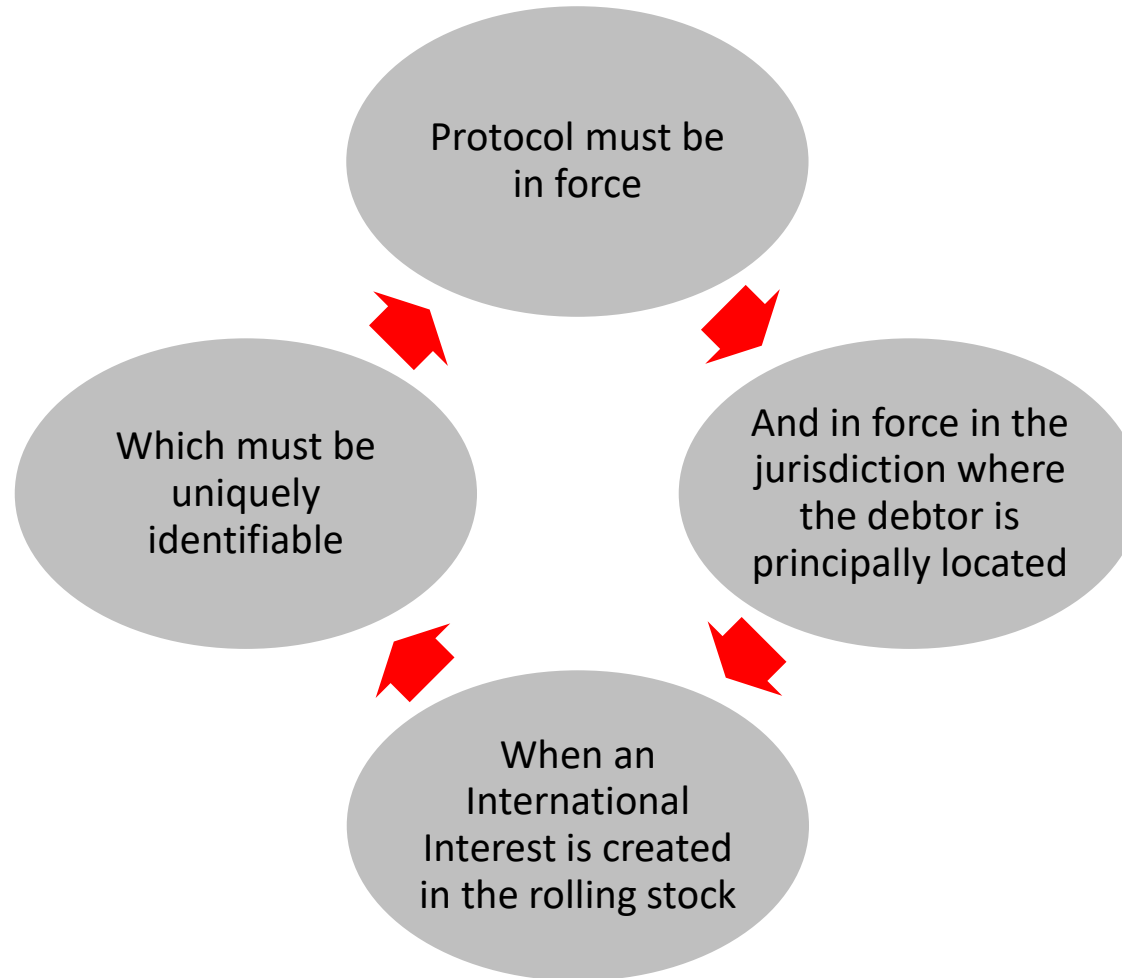 Protocol must be
in force
And in force in the
jurisdiction where
the debtor is
principally located
When an
International
Interest is created
in the rolling stock
Which must be
uniquely
identifiable